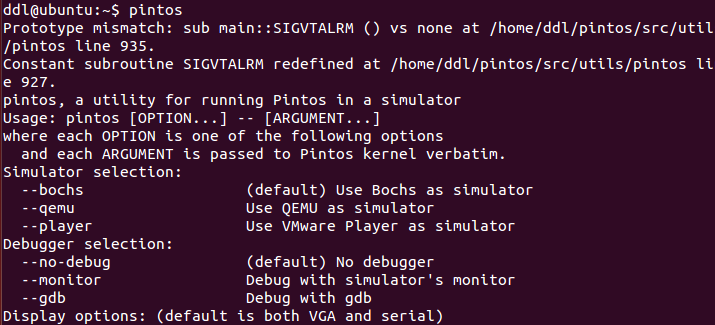 ddl@ubuntu:~$ pintos
Prototype mismatch: sub main::SIGVTALRM () vs none at /home/ddl/pintos/src/util
/pintos line 935.
Constant subroutine SIGVTALRM redefined at /home/ddl/pintos/src/utils/pintos li
e 927.
pintos, a utility for running Pintos in a simulator
Usage: pintos [OPTION...] -- [ARGUMENT...]
where each OPTION is one of the following options
  and each ARGUMENT is passed to Pintos kernel verbatim.
Simulator selection:
  --bochs                  (default) Use Bochs as simulator
  --qemu                   Use QEMU as simulator
  --player                 Use VMware Player as simulator
Debugger selection:
  --no-debug               (default) No debugger
  --monitor                Debug with simulator's monitor
  --gdb                    Debug with gdb
Display options: (default is both VGA and serial)